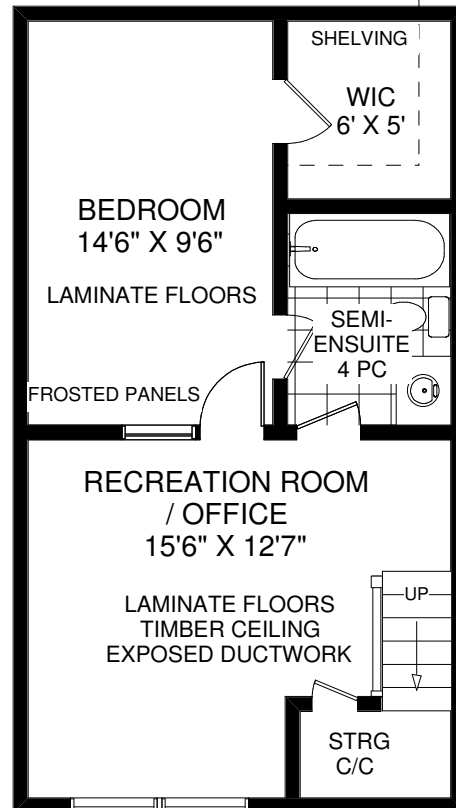 SHELVING
WIC
6' X 5'
BEDROOM
14'6" X 9'6"
LAMINATE FLOORS
SEMI-
ENSUITE
4 PC
FROSTED PANELS
RECREATION ROOM
/ OFFICE
15'6" X 12'7"
LAMINATE FLOORS
TIMBER CEILING
EXPOSED DUCTWORK
UP
STRG
C/C